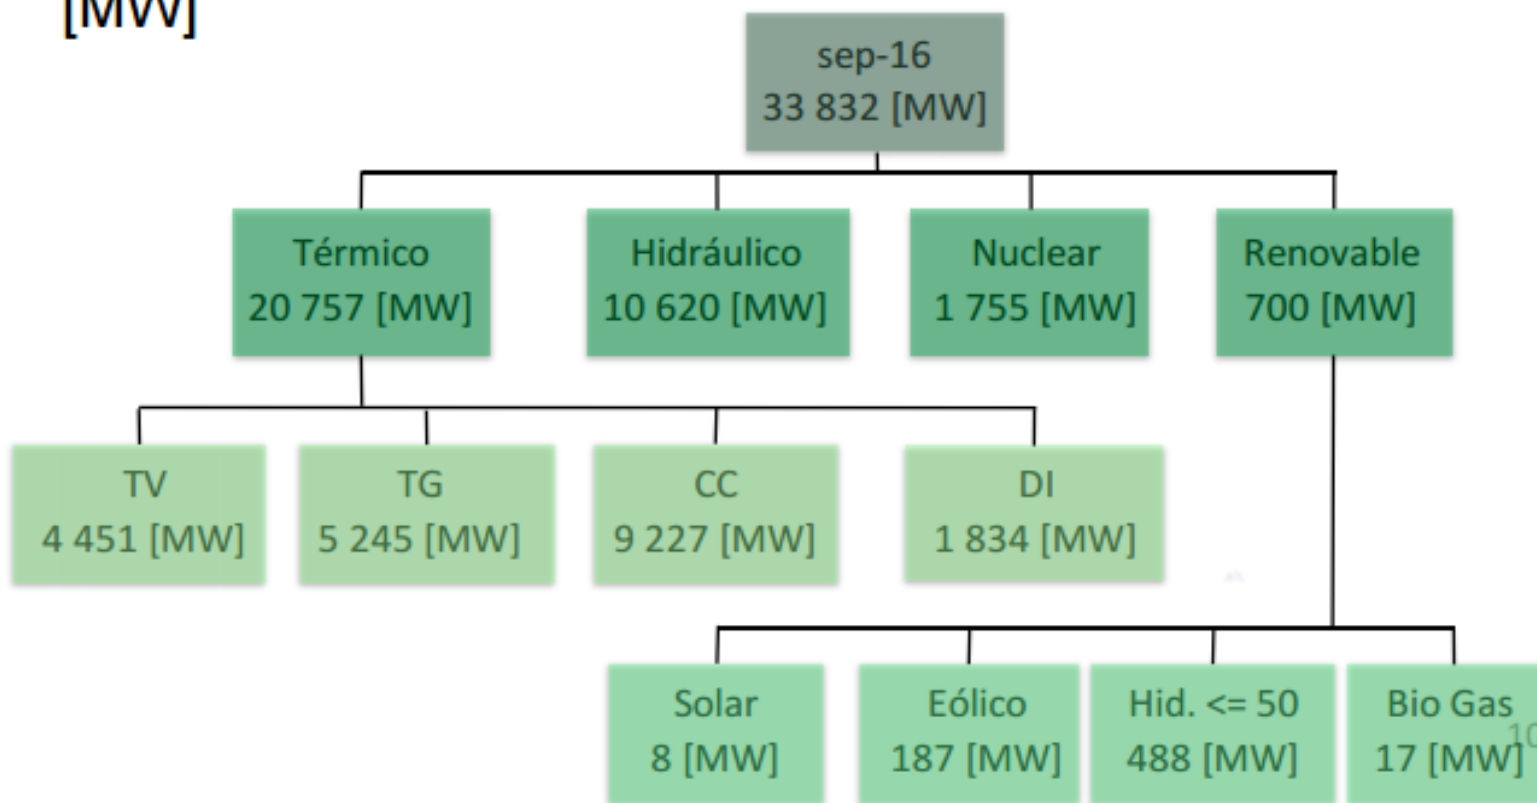 [MW]
sep-16
33 832 [MW]
Térmico
20 757 [MW]
Hidráulico
10 620 [MW]
Nuclear
1 755 [MW]
Renovable
700 [MW]
TV
4 451 [MW]
TG
5 245 [MW]
CC
9 227 [MW]
DI
1 834 [MW]
Solar
8 [MW]
Eólico
187 [MW]
Hid. <= 50
488 [MW]
Bio Gas
17 [MW]
10